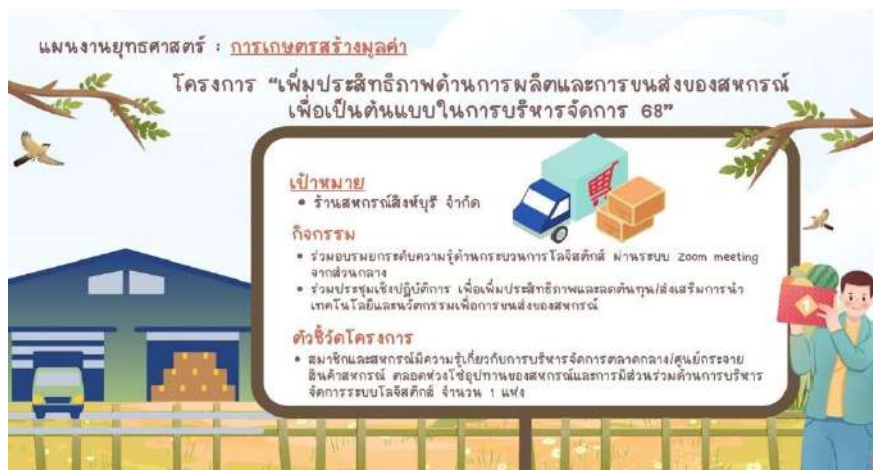 แผนงานยุทธศาสตร์ : การเกษตรสร้างมูลค่า
โครงการ “เพิ่มประสิทธิภาพด้านการผลิตและการขนส่งของสหกรณ์
เพื่อเป็นต้นแบบในการบริหารจัดการ 68”
เป้าหมาย
• ร้านสหกรณ์สิงห์บุรี จำกัด
กิจกรรม
• ร่วมอบรมยกระดับความรู้ด้านกระบวนการโลจิสติกส์ ผ่านระบบ Zoom meeting
จากส่วนกลาง
• ร่วมประชุมเชิงปฏิบัติการ เพื่อเพิ่มประสิทธิภาพและลดต้นทุน/ส่งเสริมการนำ
เทคโนโลยีและนวัตกรรมเพื่อการขนส่งของสหกรณ์
ตัวชี้วัดโครงการ
• สมาชิกและสหกรณ์มีความรู้เกี่ยวกับการบริหารจัดการตลาดกลาง/ศูนย์กระจาย
สินค้าสหกรณ์ ตลอดห่วงโซ่อุปทานของสหกรณ์และการมีส่วนร่วมด้านการบริหาร
จัดการระบบโลจิสติกส์ จำนวน 1 แห่ง
1